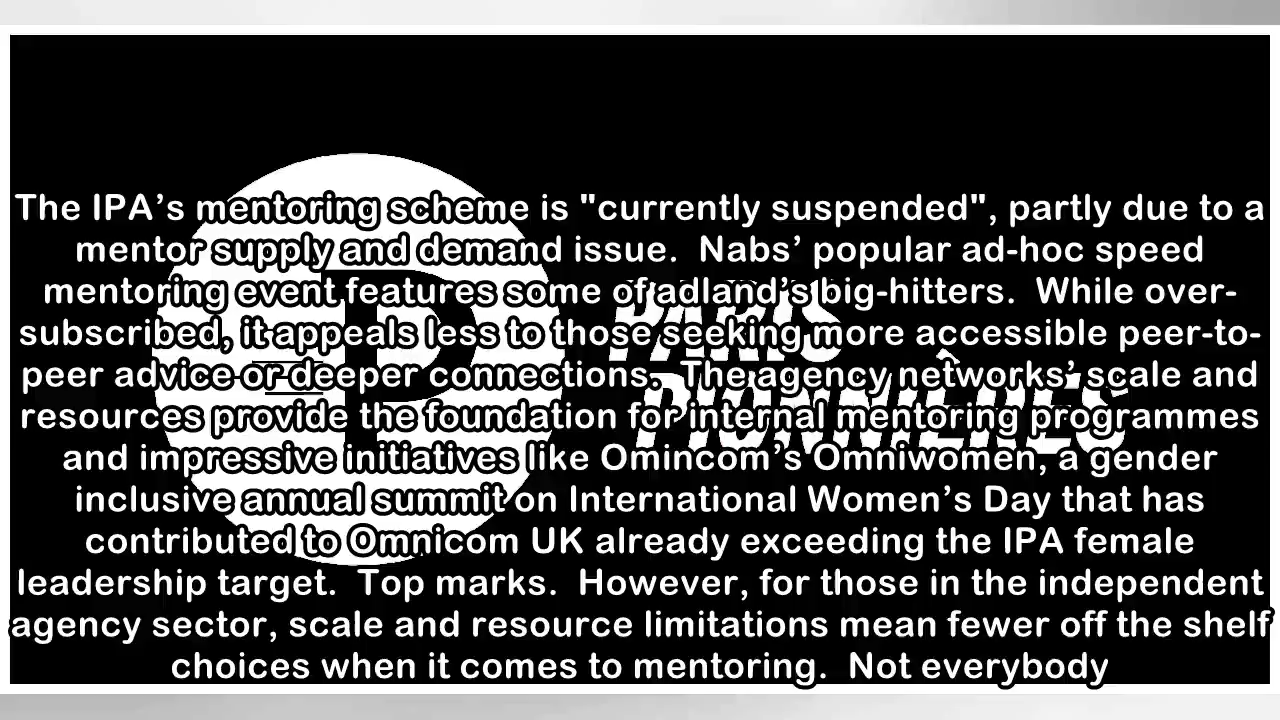 The IPA’s mentoring scheme is "currently suspended", partly due to a
mentor supply and demand issue.  Nabs’ popular ad-hoc speed
mentoring event features some of adland’s big-hitters.  While over-
subscribed, it appeals less to those seeking more accessible peer-to-
peer advice or deeper connections.  The agency networks’ scale and
resources provide the foundation for internal mentoring programmes
and impressive initiatives like Omincom’s Omniwomen, a gender
inclusive annual summit on International Women’s Day that has
contributed to Omnicom UK already exceeding the IPA female
leadership target.  Top marks.  However, for those in the independent
agency sector, scale and resource limitations mean fewer off the shelf
choices when it comes to mentoring.  Not everybody
P
PARIS
PIONNIÈRES